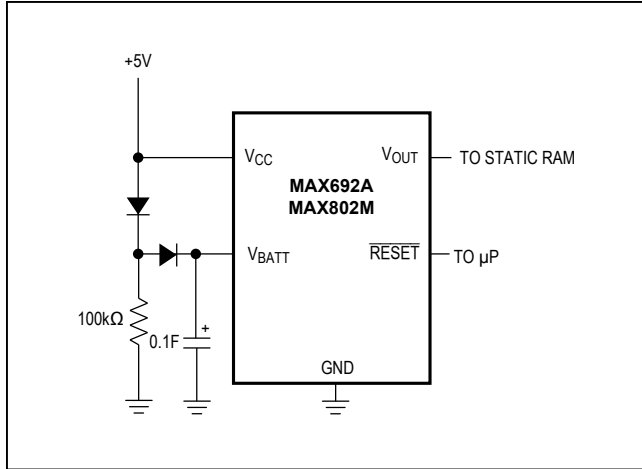 +5V
VCC
VOUT
TO STATIC RAM
MAX692A
MAX802M
VBATT
RESET
TO µP
100kΩ
0.1F
+
GND